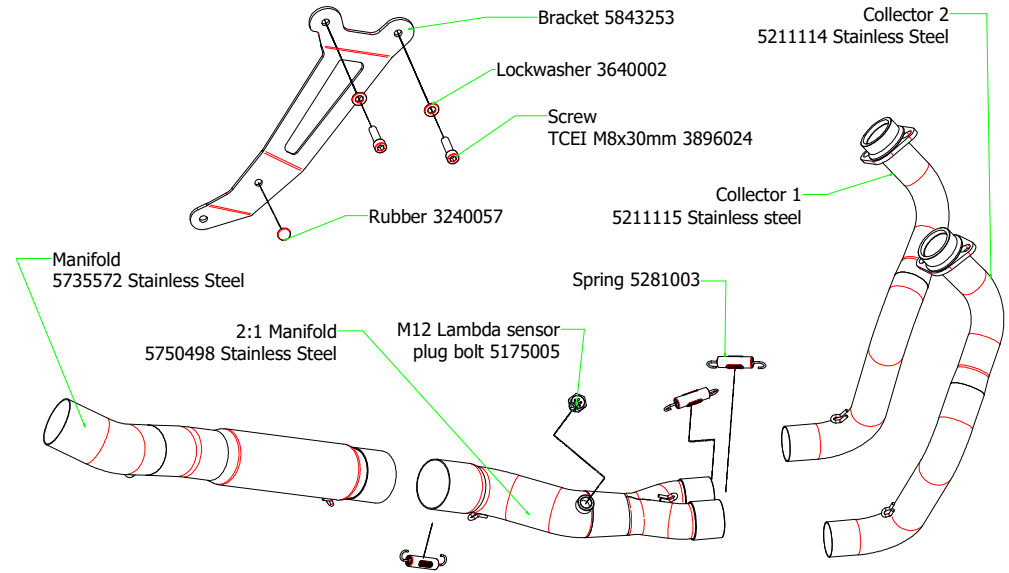 Bracket 5843253
Collector 2
5211114 Stainless Steel
Lockwasher 3640002
Screw
TCEI M8x30mm 3896024
Collector 1
5211115 Stainless steel
Rubber 3240057
Manifold
5735572 Stainless Steel
Spring 5281003
2:1 Manifold
5750498 Stainless Steel
M12 Lambda sensor
plug bolt 5175005